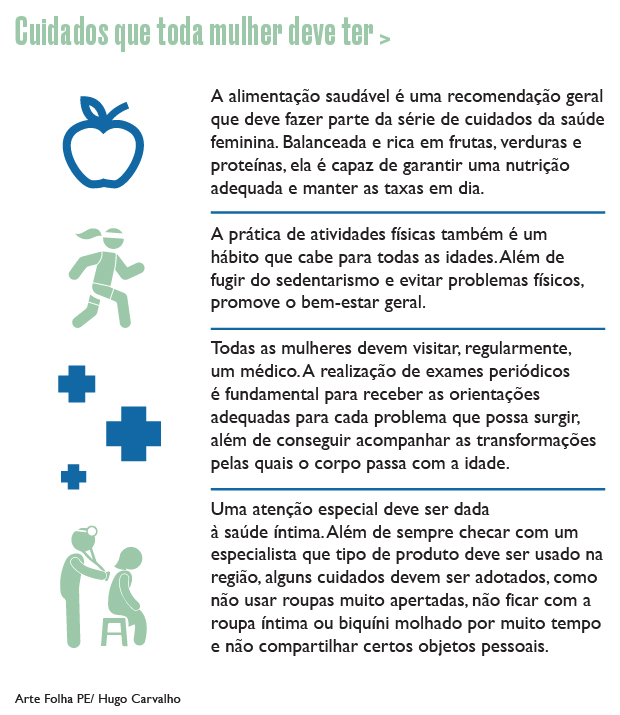 Cuidados que toda mulher deve ter >
A alimentação saudável é uma recomendação geral
que deve fazer parte da série de cuidados da saúde
feminina. Balanceada e rica em frutas, verduras e
proteínas, ela é capaz de garantir uma nutrição
adequada e manter as taxas em dia.
A prática de atividades físicas também é um
hábito que cabe para todas as idades. Além de
fugir do sedentarismo e evitar problemas físicos,
promove o bem-estar geral.
Todas as mulheres devem visitar, regularmente,
um médico. A realização de exames periódicos
é fundamental para receber as orientações
adequadas para cada problema que possa surgir,
além de conseguir acompanhar as transformações
pelas quais o corpo passa com a idade.
Uma atenção especial deve ser dada
à saúde íntima. Além de sempre checar com um
especialista que tipo de produto deve ser usado na
região, alguns cuidados devem ser adotados, como
não usar roupas muito apertadas, não ficar com a
roupa íntima ou biquíni molhado por muito tempo
e não compartilhar certos objetos pessoais.
Arte Folha PE/ Hugo Carvalho